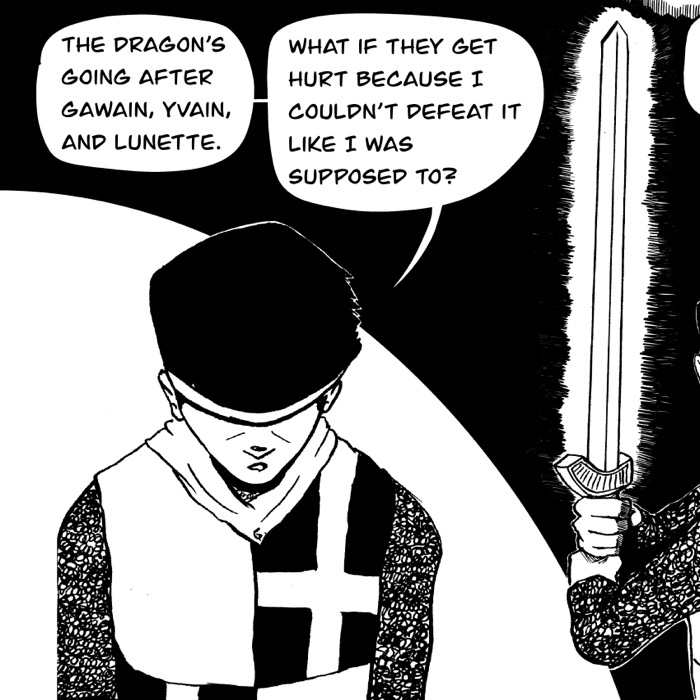 THE DRAGON'S
GOING AFTER
GAWAIN, YVAIN,
AND LUNETTE.
WHAT IF THEY GET
HURT BECAUSE I
COULDN'T DEFEAT IT
LIKE I WAS
SUPPOSED TO?